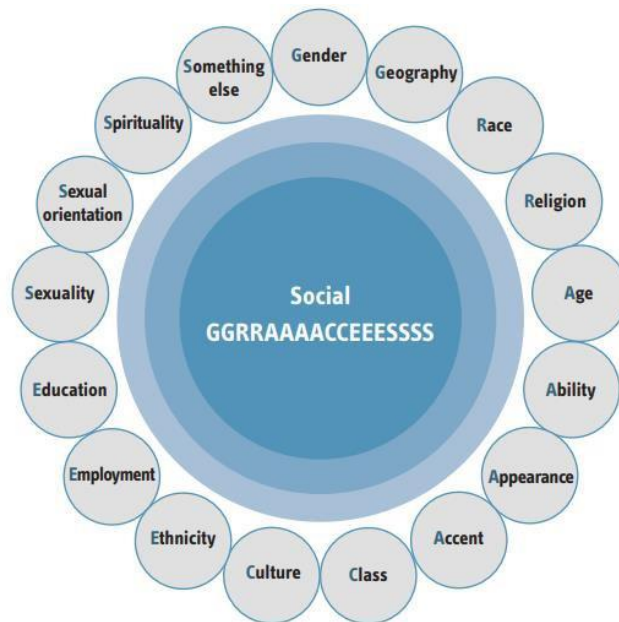 Gender
Geography
Race
Religion
Age
Ability
Appearance
Accent
Class
Culture
Ethnicity
Employment
Education
Sexuality
Sexual
orientation
Spirituality
Something
else
Social
GGRRAAAACCEEESSSS